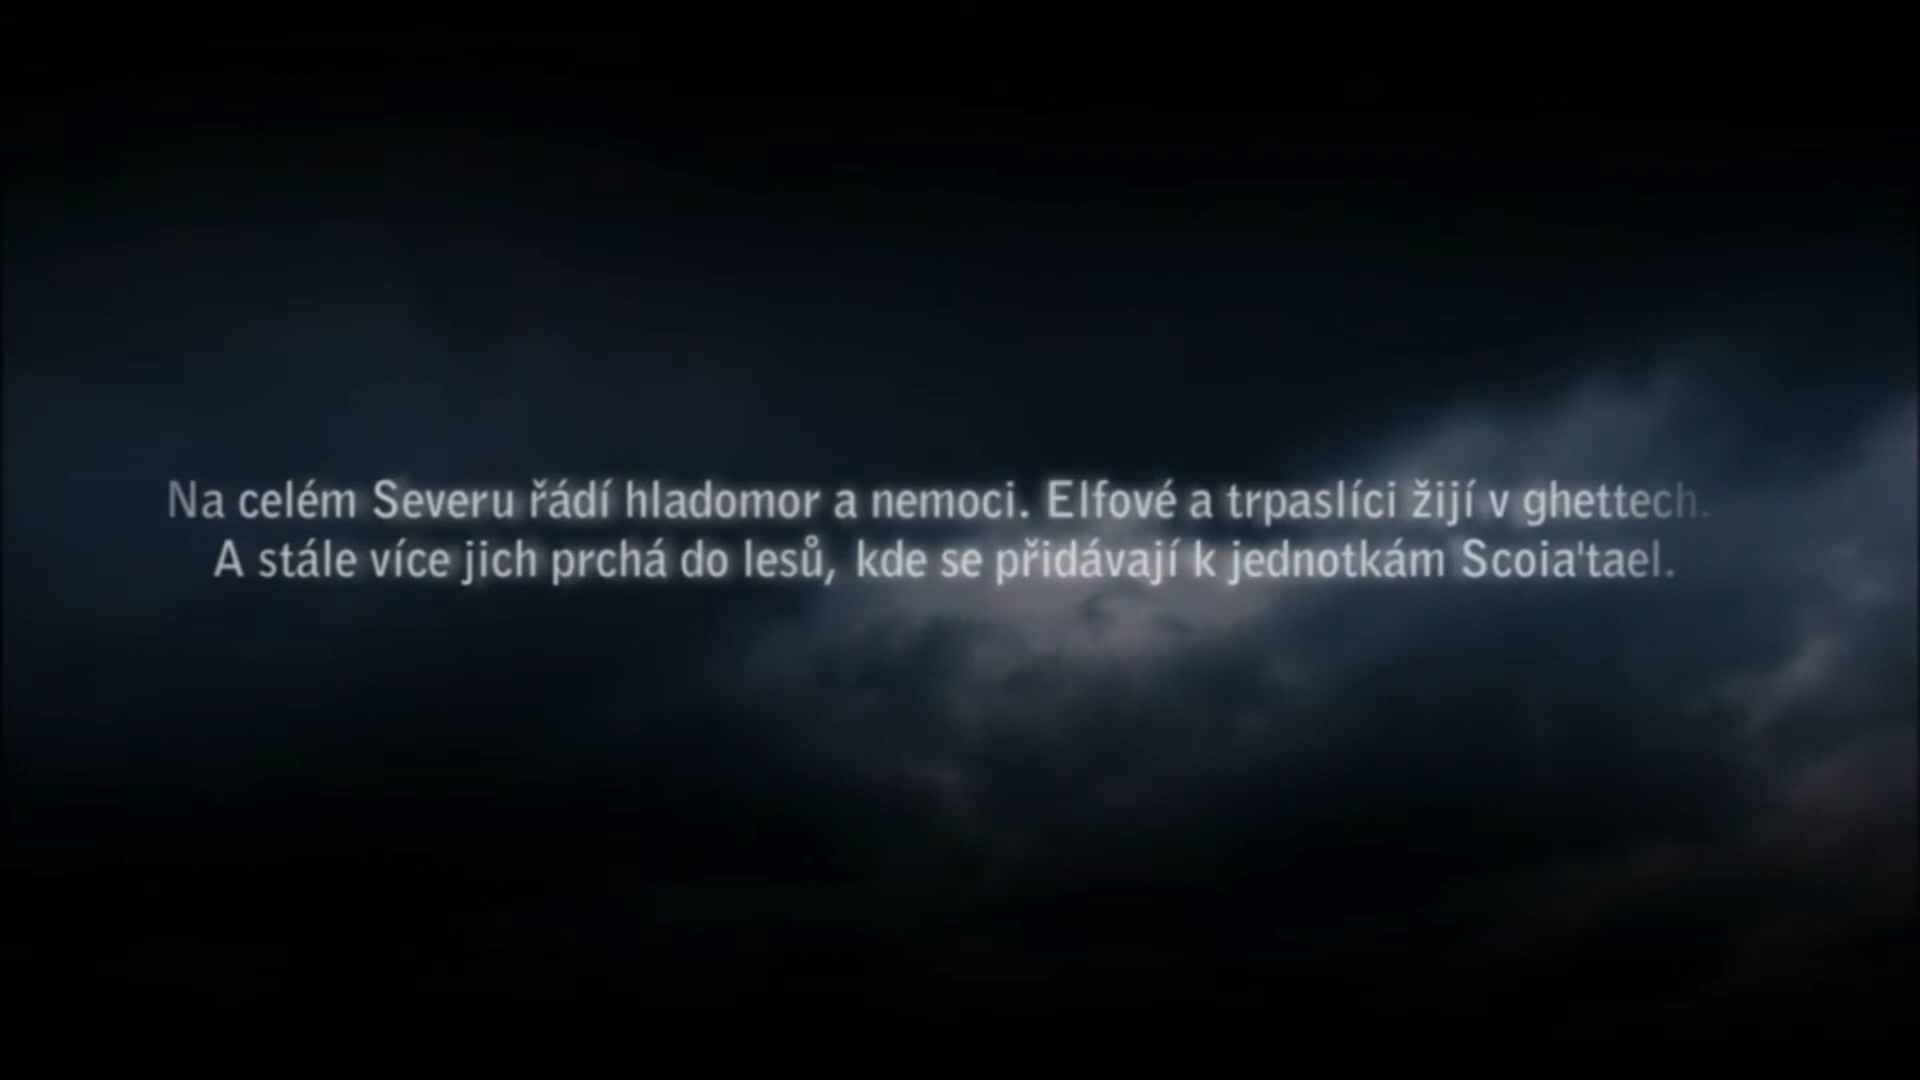 Na celém Severu řádí hladomor a nemoci. Elfové a trpaslíci žijí v ghettech.
A stále více jich prchá do lesů, kde se přidávají k jednotkám Scoia'tael.